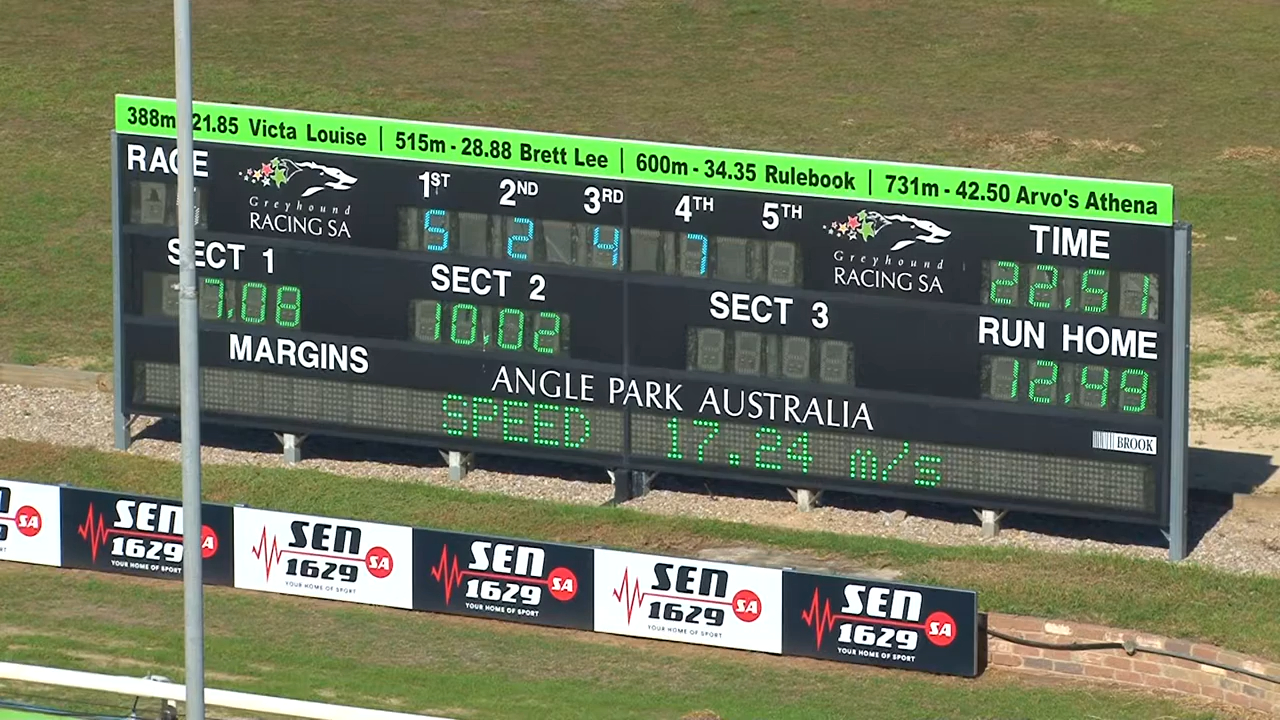 388m 21.85 Victa Louise | 515m - 28.88 Brett Lee | 600m - 34.35 Rulebook | 731m - 42.50 Arvo's Athena
RACE
Greyhound
RACING SA
1ST 2ND 3RD 4TH 5TH
5 2 4 7
Greyhound
RACING SA
TIME
22.51
SECT 1
7.08
SECT 2
10.02
SECT 3
RUN HOME
12.49
MARGINS
ANGLE PARK AUSTRALIA
SPEED 17.24 m/s
BROOK
SA
SEN
1629
SA
SEN
1629 SA
YOUR HOME OF SPORT
SEN
1629 SA
YOUR HOME OF SPORT
SEN
1629 SA
YOUR HOME OF SPORT
SEN
1629 SA
YOUR HOME OF SPORT